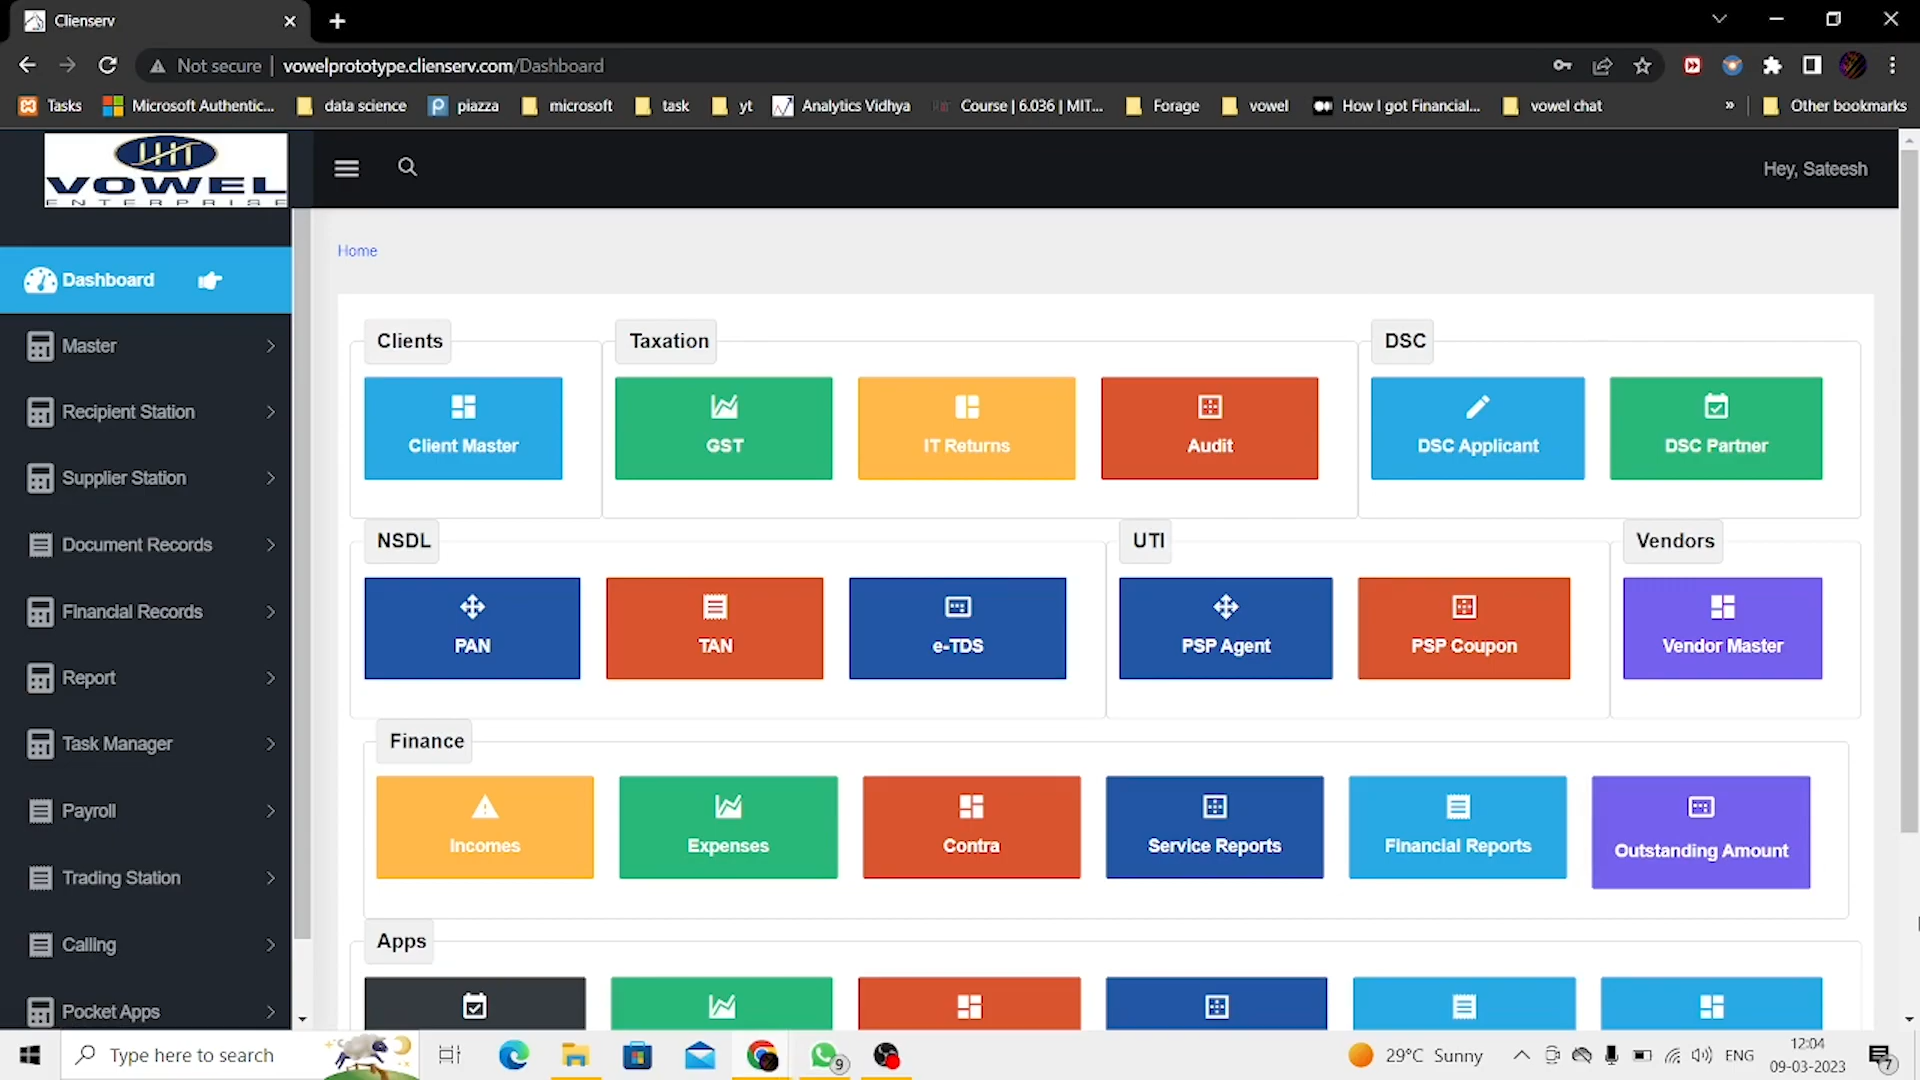 Clienserv
Not secure
vowelprototype.clienserv.com/Dashboard
Tasks
Microsoft Authentic...
data science
piazza
microsoft
task
yt
Analytics Vidhya
Course | 6.036 | MIT...
Forage
vowel
How I got Financial...
vowel chat
»
Other bookmarks
VOWEL
ENTERPRISE
Hey, Sateesh
Home
Dashboard
Master
Recipient Station
Supplier Station
Document Records
Financial Records
Report
Task Manager
Payroll
Trading Station
Calling
Pocket Apps
Clients
Client Master
Taxation
GST
IT Returns
Audit
DSC
DSC Applicant
DSC Partner
NSDL
PAN
TAN
e-TDS
UTI
PSP Agent
PSP Coupon
Vendors
Vendor Master
Finance
Incomes
Expenses
Contra
Service Reports
Financial Reports
Outstanding Amount
Apps
Type here to search
9
29°C Sunny
ENG
12:04
09-03-2023
7